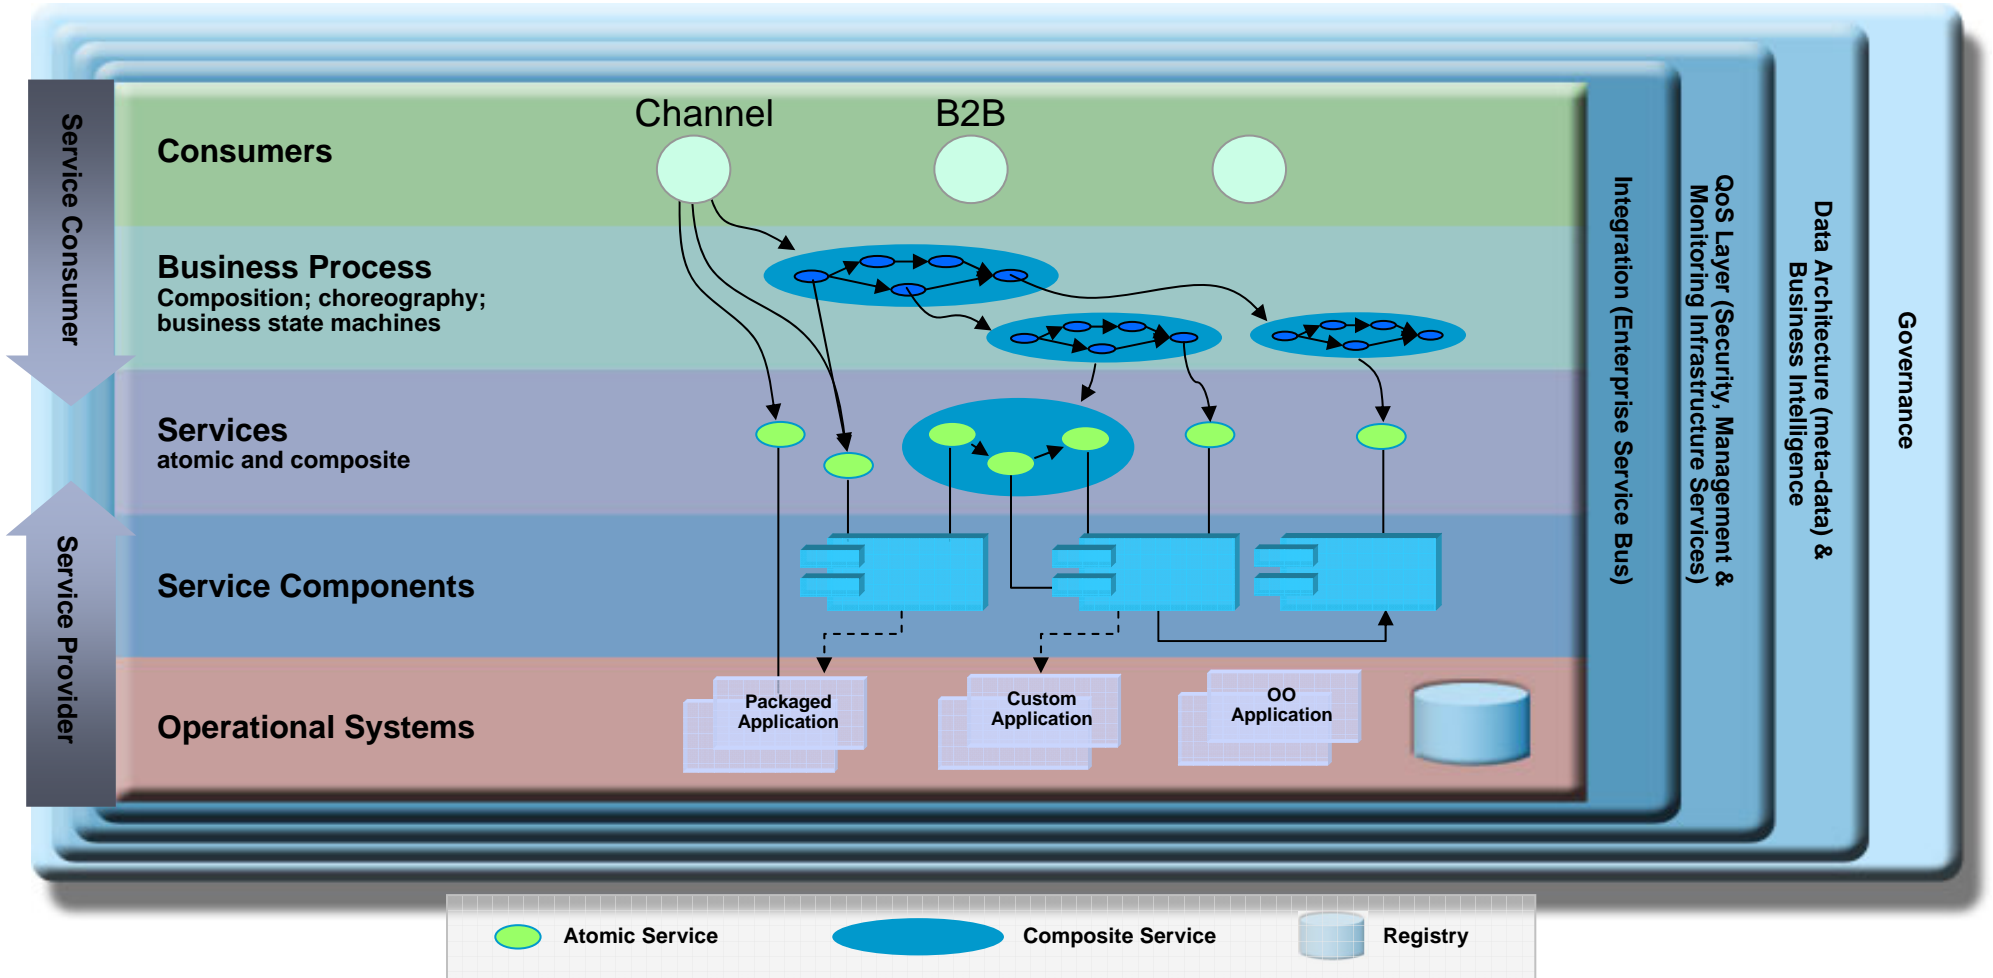 Channel
B2B
Consumers
Business Process
Composition; choreography;
business state machines
Services
atomic and composite
Service Components
Operational Systems
Packaged
Application
Custom
Application
OO
Application
Service Consumer
Service Provider
Integration (Enterprise Service Bus)
QoS Layer (Security, Management &
Monitoring Infrastructure Services)
Data Architecture (meta-data) &
Business Intelligence
Governance
Atomic Service
Composite Service
Registry